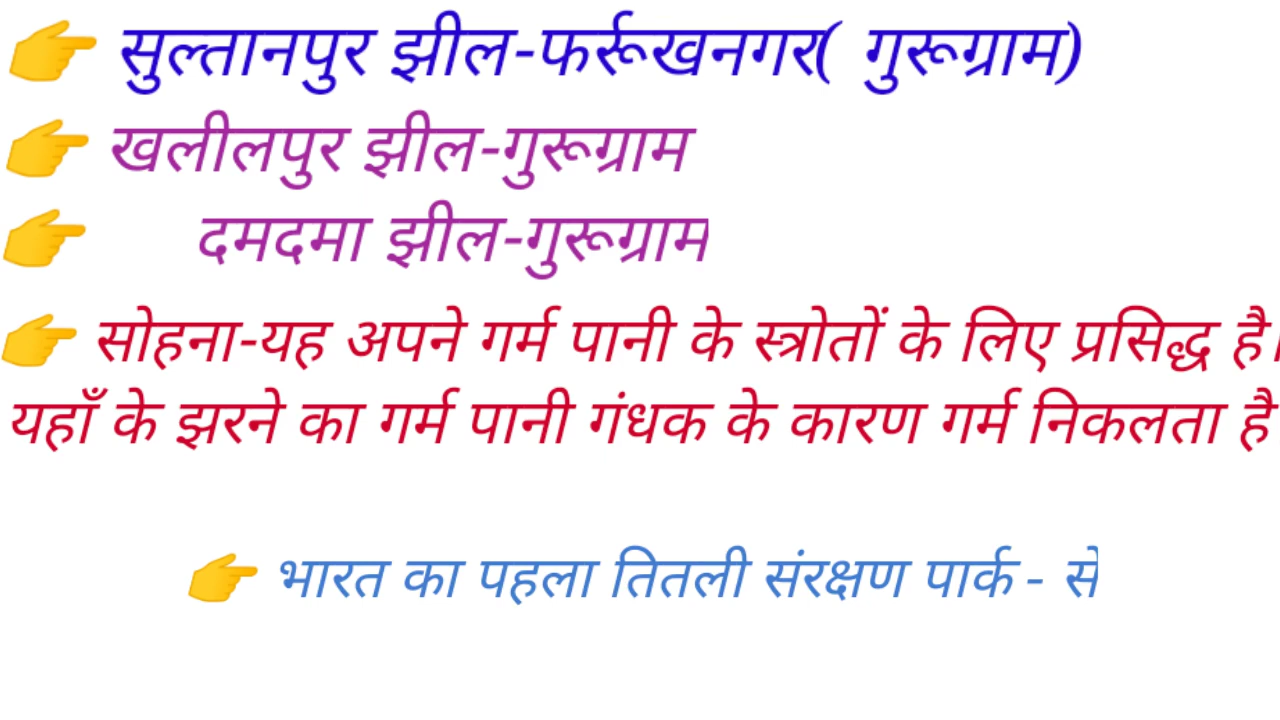 👉 सुल्तानपुर झील-फर्रूखनगर( गुरूग्राम)
👉 खलीलपुर झील-गुरूग्राम
👉 दमदमा झील-गुरूग्राम
👉 सोहना-यह अपने गर्म पानी के स्त्रोतों के लिए प्रसिद्ध है।
यहाँ के झरने का गर्म पानी गंधक के कारण गर्म निकलता है
👉 भारत का पहला तितली संरक्षण पार्क - से